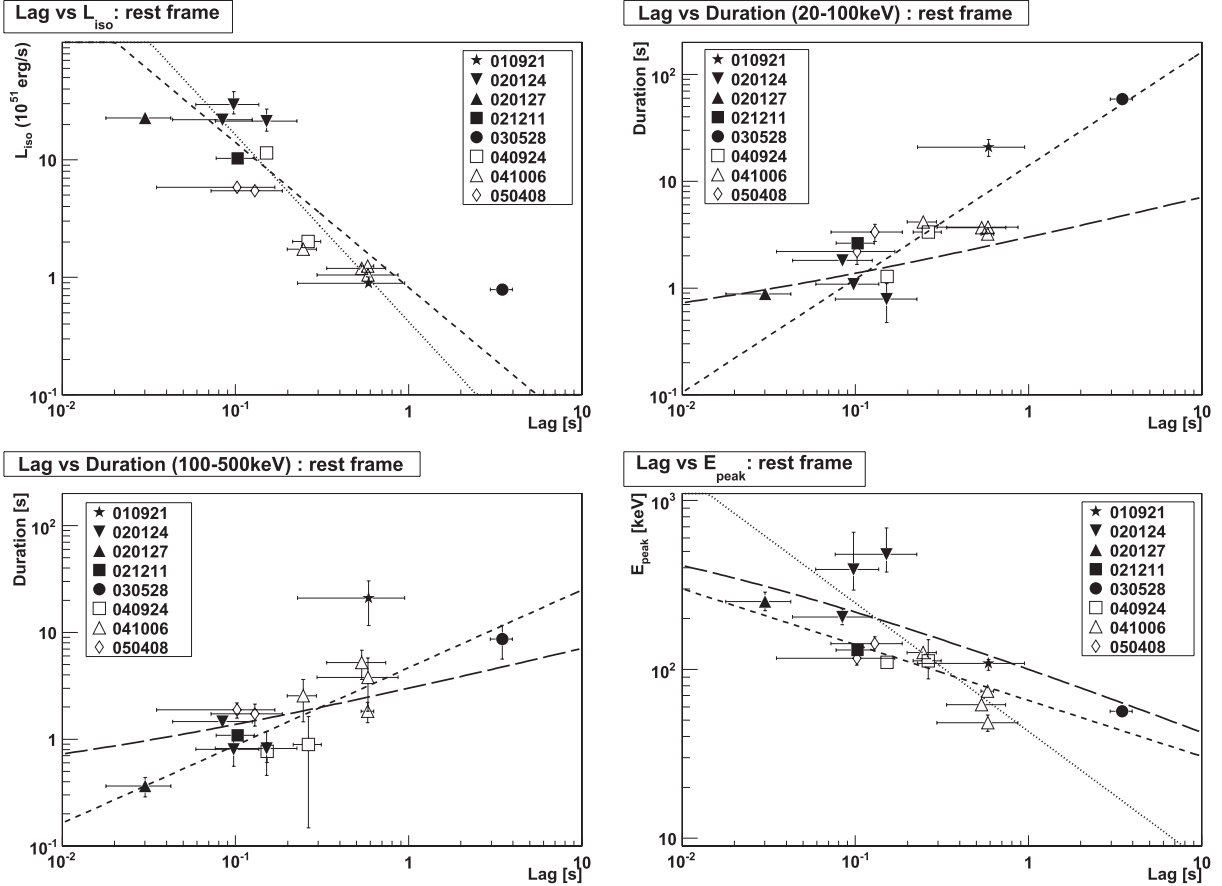 Lag vs L_iso : rest frame
L_iso (10^51 erg/s)
10
1
10^-1
010921
020124
020127
021211
030528
040924
041006
050408
10^-2 10^-1 1 10
Lag [s]
Lag vs Duration (20-100keV) : rest frame
Duration [s]
10^2
10
1
10^-1
010921
020124
020127
021211
030528
040924
041006
050408
10^-2 10^-1 1 10
Lag [s]
Lag vs Duration (100-500keV) : rest frame
Duration [s]
10^2
10
1
10^-1
010921
020124
020127
021211
030528
040924
041006
050408
10^-2 10^-1 1 10
Lag [s]
Lag vs E_peak : rest frame
E_peak [keV]
10^3
10^2
10
010921
020124
020127
021211
030528
040924
041006
050408
10^-2 10^-1 1 10
Lag [s]